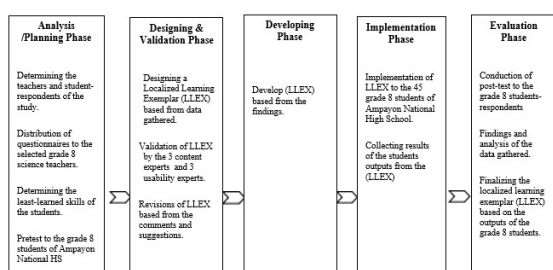 Analysis
/Planning Phase
Determining the
teachers and student-
respondents of the
study.
Distribution of
questionnaires to the
selected grade 8
science teachers.
Determining the
least-learned skills of
the students.
Pretest to the grade 8
students of Ampayon
National HS
Designing &
Validation Phase
Designing a
Localized Learning
Exemplar (LLEX)
based from data
gathered.
Validation of LLEX
by the 3 content
experts and 3
usability experts.
Revisions of LLEX
based from the
comments and
suggestions.
Developing
Phase
Develop (LLEX)
based from the
findings.
Implementation
Phase
Implementation of
LLEX to the 45
grade 8 students of
Ampayon National
High School.
Collecting results
of the students
outputs from the
(LLEX)
Evaluation
Phase
Conduction of
post-test to the
grade 8 students-
respondents
Findings and
analysis of the
data gathered.
Finalizing the
localized learning
exemplar (LLEX)
based on the
outputs of the
grade 8 students.